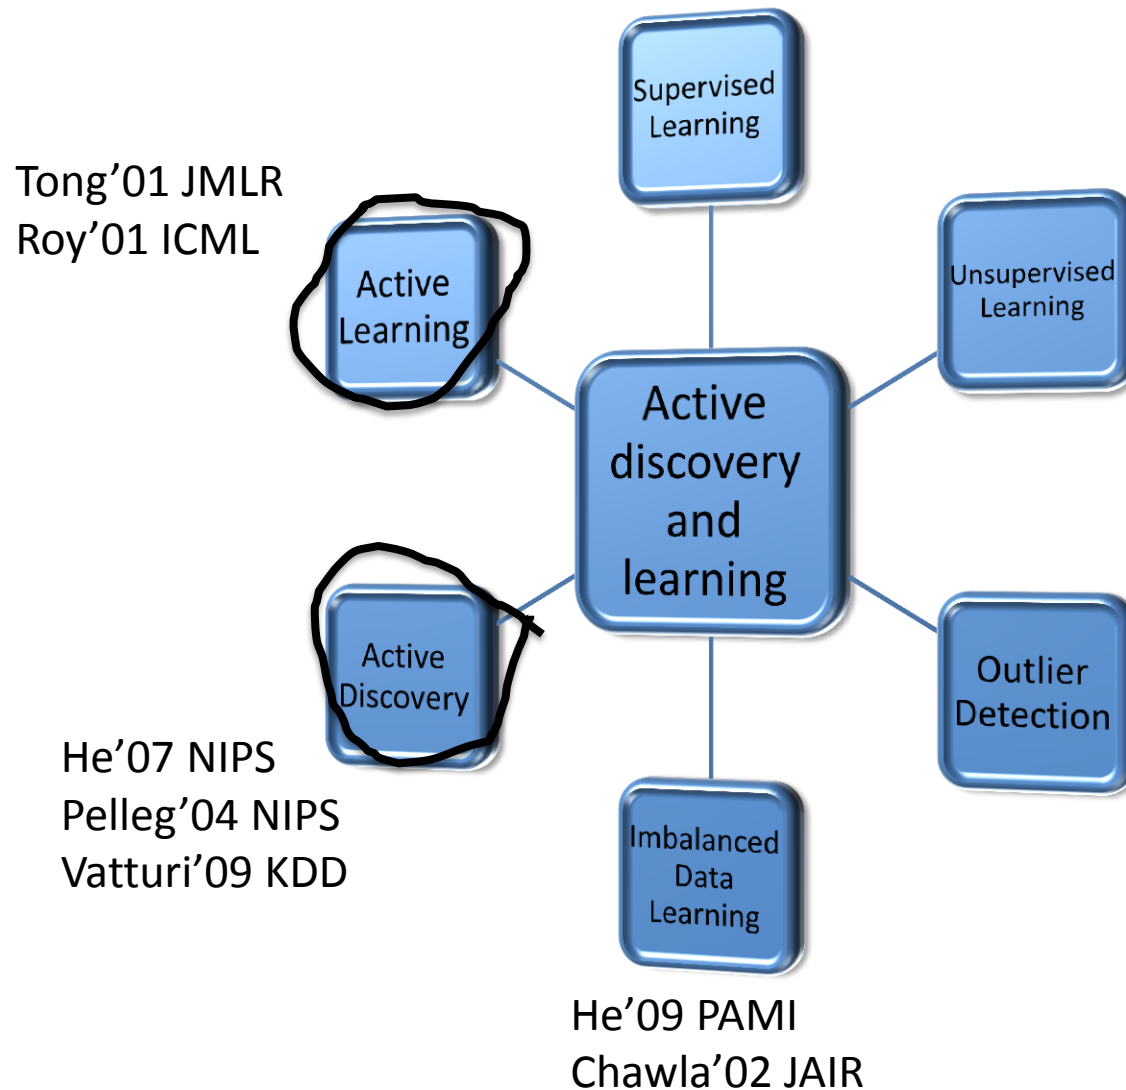 Supervised
Learning
Tong’01 JMLR
Roy’01 ICML
Active
Learning
Unsupervised
Learning
Active
discovery
and
learning
Active
Discovery
Outlier
Detection
He’07 NIPS
Pelleg’04 NIPS
Vatturi’09 KDD
Imbalanced
Data
Learning
He’09 PAMI
Chawla’02 JAIR